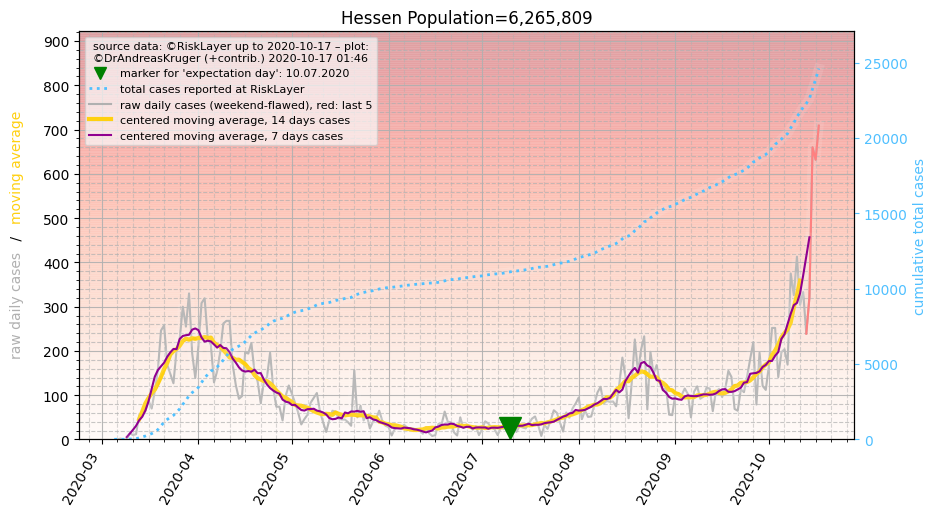 Hessen Population=6,265,809
source data: ©RiskLayer up to 2020-10-17 – plot:
©DrAndreasKruger (+contrib.) 2020-10-17 01:46
marker for 'expectation day': 10.07.2020
total cases reported at RiskLayer
raw daily cases (weekend-flawed), red: last 5
centered moving average, 14 days cases
centered moving average, 7 days cases
raw daily cases / moving average
900
800
700
600
500
400
300
200
100
0
25000
20000
15000
10000
5000
0
cumulative total cases
2020-03
2020-04
2020-05
2020-06
2020-07
2020-08
2020-09
2020-10